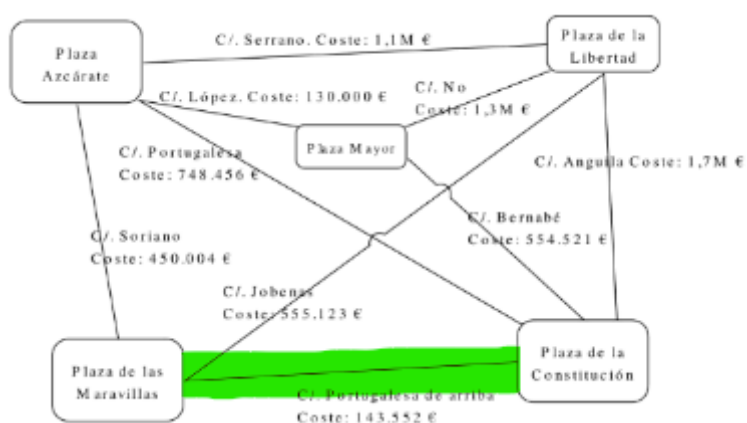 Plaza
Azcárate
C/. Serrano. Coste: 1,1M €
Plaza de la
Libertad
C/. López. Coste: 130.000 €
C/. No
Coste: 1,3M €
Plaza Mayor
C/. Portugalesa
Coste: 748.456 €
C/. Anguila Coste: 1,7M €
C/. Bernabé
Coste: 554.521 €
C/. Soriano
Coste: 450.004 €
C/. Jobenas
Coste: 555.123 €
Plaza de las
Maravillas
Plaza de la
Constitución
C/. Portugalesa de arriba
Coste: 143.552 €